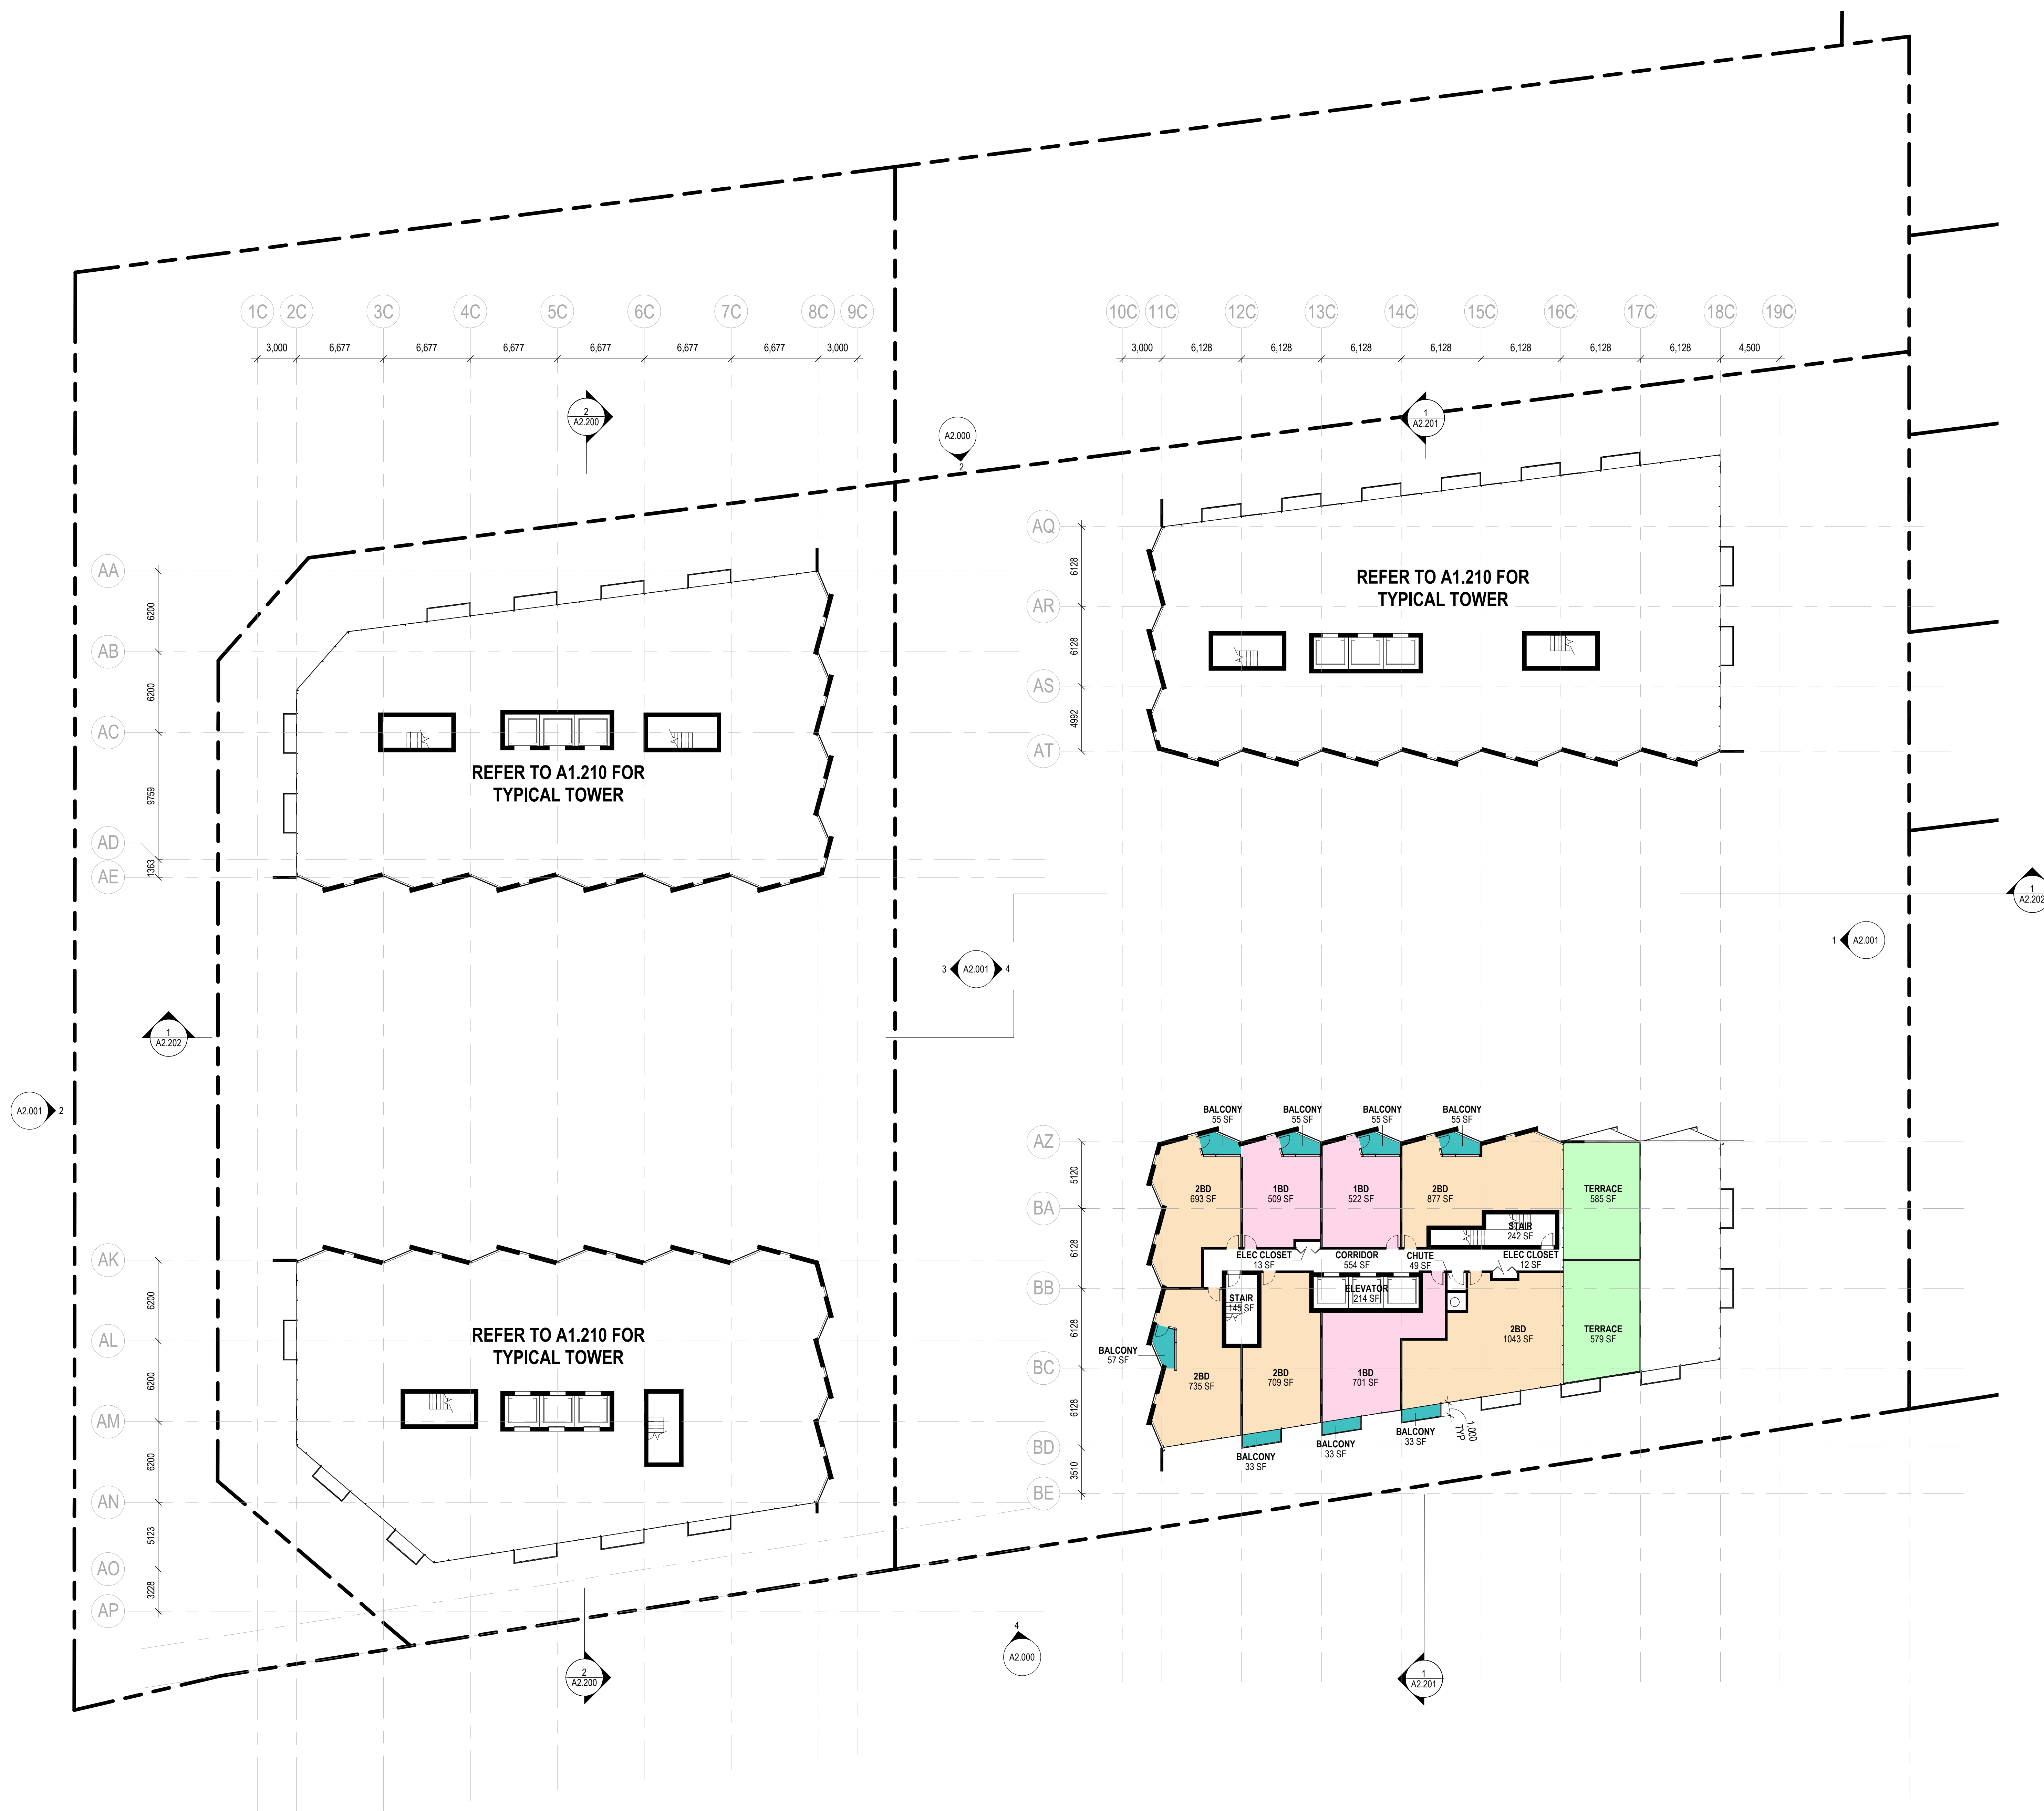 1C 2C 3C 4C 5C 6C 7C 8C 9C
10C 11C 12C 13C 14C 15C 16C 17C 18C 19C
3,000 6,677 6,677 6,677 6,677 6,677 6,677 3,000
3,000 6,128 6,128 6,128 6,128 6,128 6,128 6,128 4,500
2
A2.200
A2.000
2
1
A2.201
AA
6200
AB
6200
AC
9759
AD
1363
AE
REFER TO A1.210 FOR
TYPICAL TOWER
AQ
6128
AR
6128
AS
4992
AT
REFER TO A1.210 FOR
TYPICAL TOWER
1
A2.202
1 A2.001
3 A2.001 4
1
A2.202
A2.001 2
AK
6200
AL
6200
AM
6200
AN
5123
AO
3228
AP
REFER TO A1.210 FOR
TYPICAL TOWER
AZ
5120
BA
6128
BB
6128
BC
6128
BD
3510
BE
BALCONY
55 SF
BALCONY
55 SF
BALCONY
55 SF
BALCONY
55 SF
2BD
693 SF
1BD
509 SF
1BD
522 SF
2BD
877 SF
TERRACE
585 SF
STAIR
242 SF
ELEC CLOSET
13 SF
CORRIDOR
554 SF
CHUTE
49 SF
ELEC CLOSET
12 SF
STAIR
145 SF
ELEVATOR
214 SF
2BD
1043 SF
TERRACE
579 SF
BALCONY
57 SF
2BD
735 SF
2BD
709 SF
1BD
701 SF
BALCONY
33 SF
BALCONY
33 SF
BALCONY
33 SF
1,000
TYP
2
A2.200
4
A2.000
1
A2.201